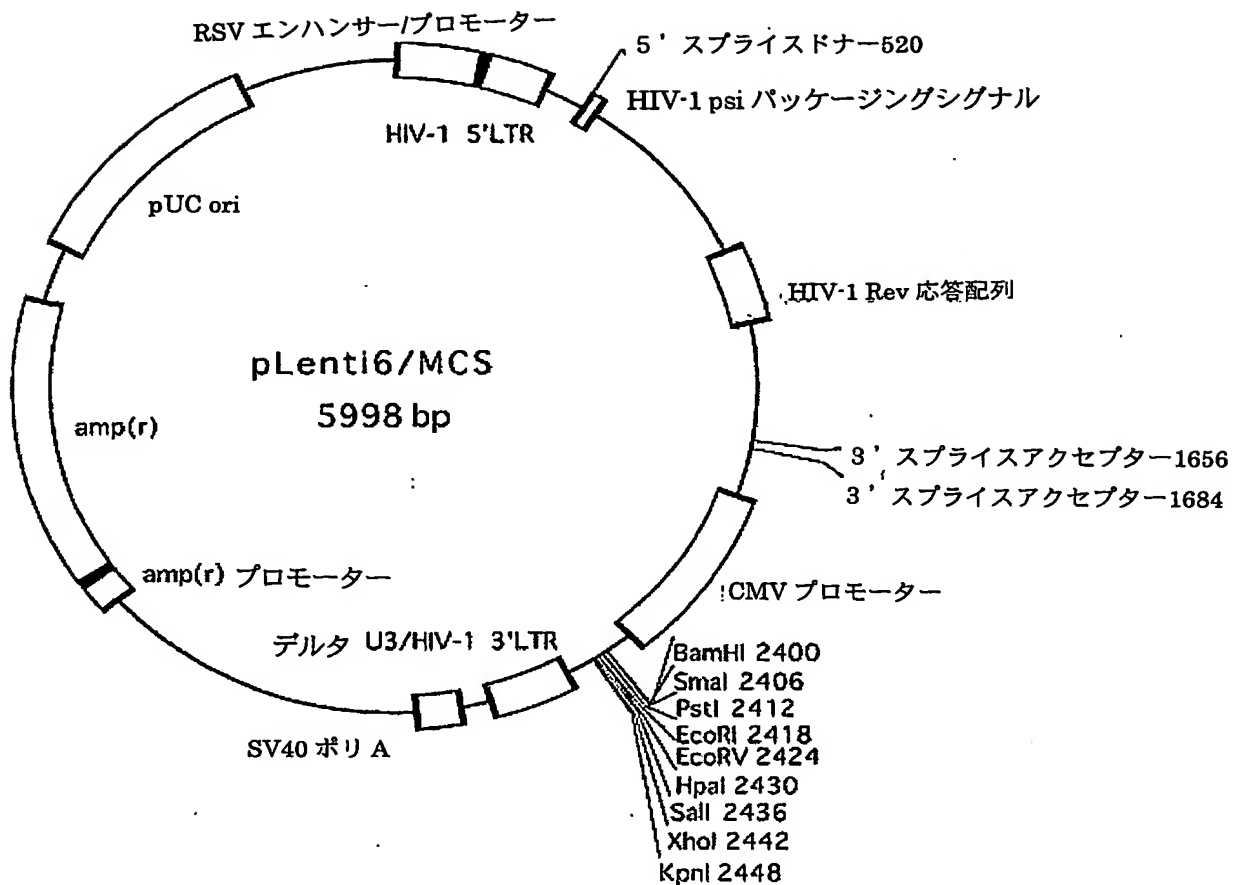 RSV エンハンサー/プロモーター
5' スプライスドナー520
HIV-1 psi パッケージングシグナル
HIV-1 5'LTR
pUC ori
HIV-1 Rev 応答配列
pLenti6/MCS
5998 bp
amp(r)
3' スプライスアクセプター1656
3' スプライスアクセプター1684
amp(r) プロモーター
CMV プロモーター
デルタ U3/HIV-1 3'LTR
BamHI 2400
SmaI 2406
PstI 2412
EcoRI 2418
SV40 ポリ A
EcoRV 2424
HpaI 2430
SalI 2436
XhoI 2442
KpnI 2448